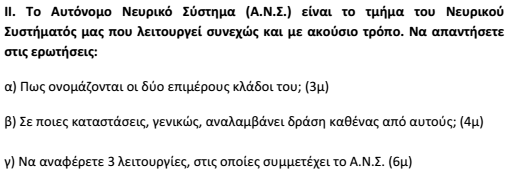 II. Το Αυτόνομο Νευρικό Σύστημα (Α.Ν.Σ.) είναι το τμήμα του Νευρικού
Συστήματός μας που λειτουργεί συνεχώς και με ακούσιο τρόπο. Να απαντήσετε
στις ερωτήσεις:
α) Πως ονομάζονται οι δύο επιμέρους κλάδοι του; (3μ)
β) Σε ποιες καταστάσεις, γενικώς, αναλαμβάνει δράση καθένας από αυτούς; (4μ)
γ) Να αναφέρετε 3 λειτουργίες, στις οποίες συμμετέχει το Α.Ν.Σ. (6μ)